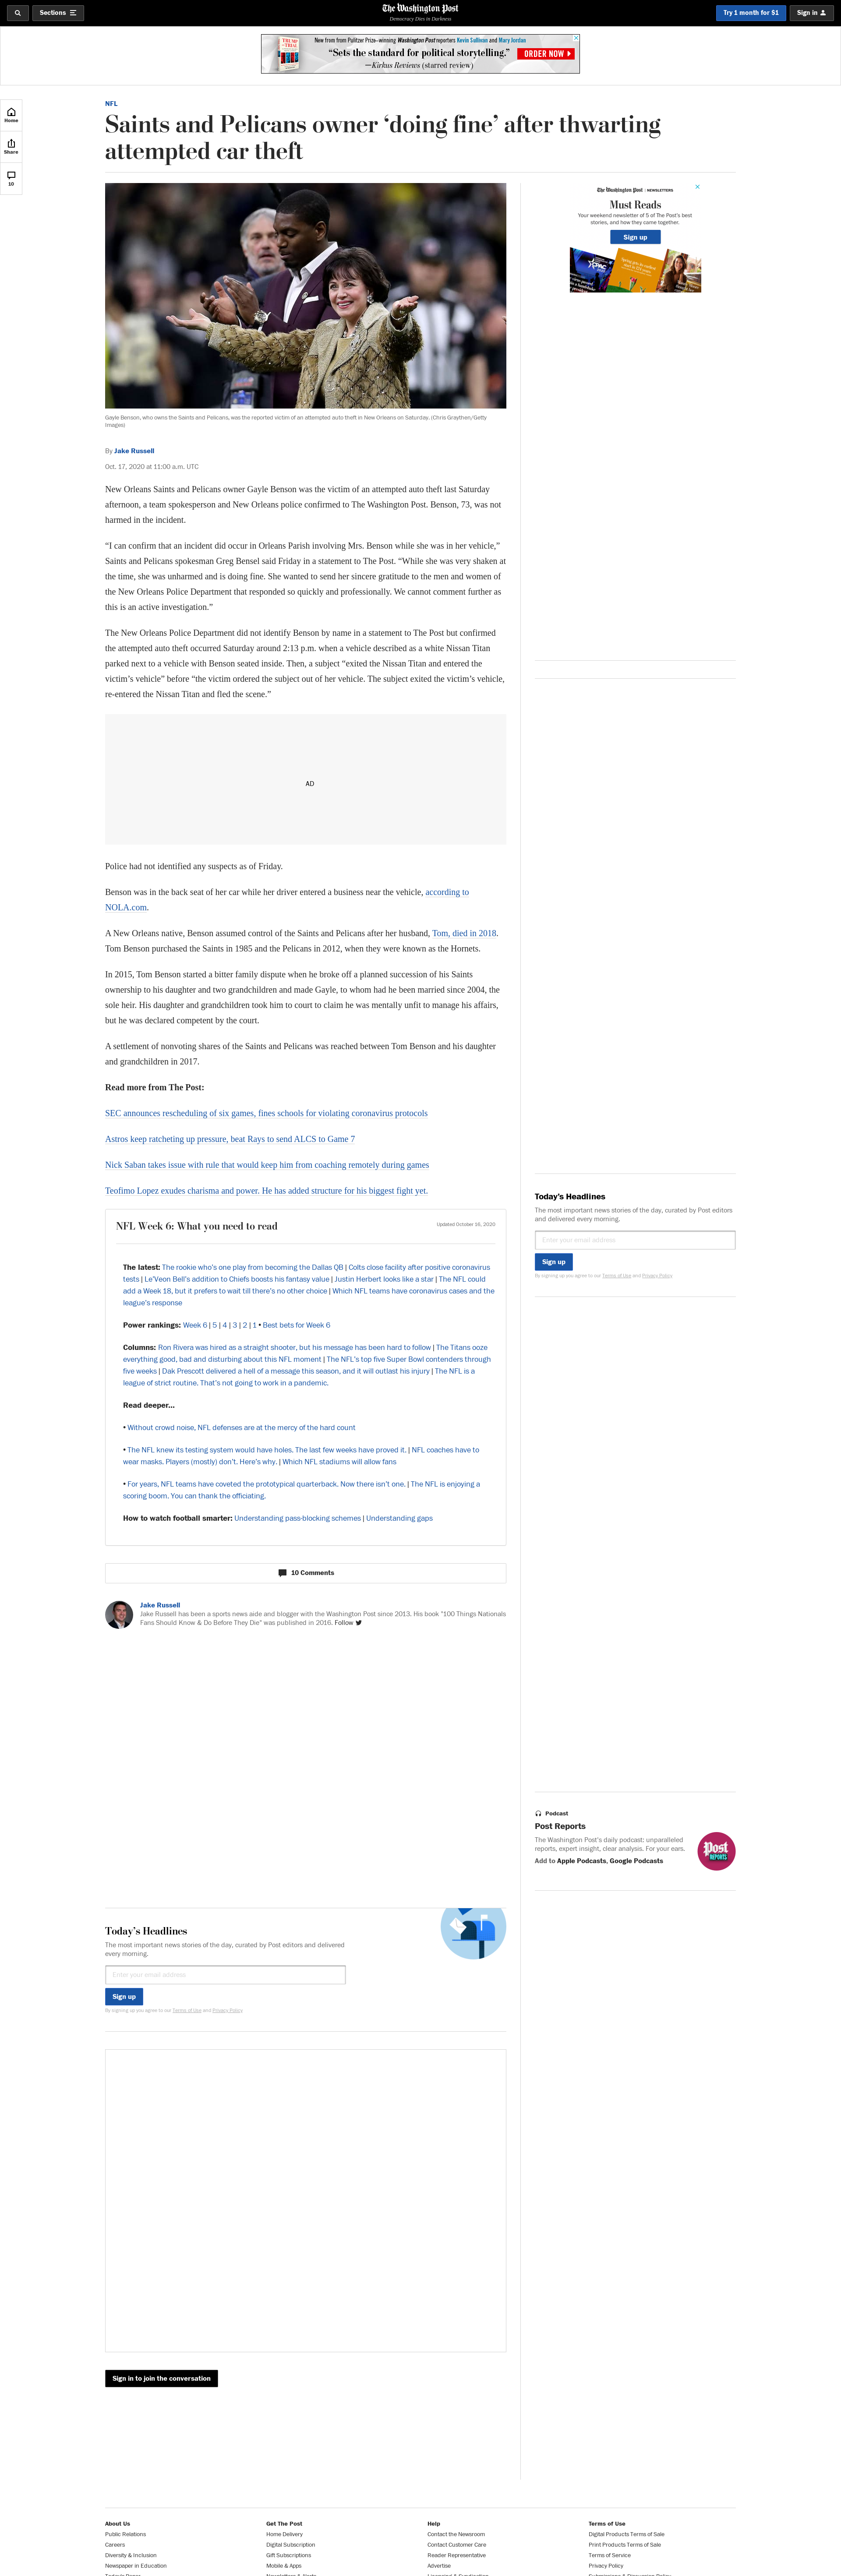 Sections
The Washington Post
Democracy Dies in Darkness
Try 1 month for $1
Sign in
New from from Pulitzer Prize-winning Washington Post reporters Kevin Sullivan and Mary Jordan
TRUMP
ON
TRIAL
“Sets the standard for political storytelling.”
—Kirkus Reviews (starred review)
ORDER NOW
Home
Share
10
NFL
Saints and Pelicans owner ‘doing fine’ after thwarting
attempted car theft
Gayle Benson, who owns the Saints and Pelicans, was the reported victim of an attempted auto theft in New Orleans on Saturday. (Chris Graythen/Getty
Images)
By Jake Russell
Oct. 17, 2020 at 11:00 a.m. UTC
New Orleans Saints and Pelicans owner Gayle Benson was the victim of an attempted auto theft last Saturday
afternoon, a team spokesperson and New Orleans police confirmed to The Washington Post. Benson, 73, was not
harmed in the incident.
“I can confirm that an incident did occur in Orleans Parish involving Mrs. Benson while she was in her vehicle,”
Saints and Pelicans spokesman Greg Bensel said Friday in a statement to The Post. “While she was very shaken at
the time, she was unharmed and is doing fine. She wanted to send her sincere gratitude to the men and women of
the New Orleans Police Department that responded so quickly and professionally. We cannot comment further as
this is an active investigation.”
The New Orleans Police Department did not identify Benson by name in a statement to The Post but confirmed
the attempted auto theft occurred Saturday around 2:13 p.m. when a vehicle described as a white Nissan Titan
parked next to a vehicle with Benson seated inside. Then, a subject “exited the Nissan Titan and entered the
victim’s vehicle” before “the victim ordered the subject out of her vehicle. The subject exited the victim’s vehicle,
re-entered the Nissan Titan and fled the scene.”
AD
Police had not identified any suspects as of Friday.
Benson was in the back seat of her car while her driver entered a business near the vehicle, according to
NOLA.com.
A New Orleans native, Benson assumed control of the Saints and Pelicans after her husband, Tom, died in 2018.
Tom Benson purchased the Saints in 1985 and the Pelicans in 2012, when they were known as the Hornets.
In 2015, Tom Benson started a bitter family dispute when he broke off a planned succession of his Saints
ownership to his daughter and two grandchildren and made Gayle, to whom had he been married since 2004, the
sole heir. His daughter and grandchildren took him to court to claim he was mentally unfit to manage his affairs,
but he was declared competent by the court.
A settlement of nonvoting shares of the Saints and Pelicans was reached between Tom Benson and his daughter
and grandchildren in 2017.
Read more from The Post:
SEC announces rescheduling of six games, fines schools for violating coronavirus protocols
Astros keep ratcheting up pressure, beat Rays to send ALCS to Game 7
Nick Saban takes issue with rule that would keep him from coaching remotely during games
Teofimo Lopez exudes charisma and power. He has added structure for his biggest fight yet.
NFL Week 6: What you need to read
Updated October 16, 2020
The latest: The rookie who’s one play from becoming the Dallas QB | Colts close facility after positive coronavirus
tests | Le’Veon Bell’s addition to Chiefs boosts his fantasy value | Justin Herbert looks like a star | The NFL could
add a Week 18, but it prefers to wait till there’s no other choice | Which NFL teams have coronavirus cases and the
league’s response
Power rankings: Week 6 | 5 | 4 | 3 | 2 | 1 • Best bets for Week 6
Columns: Ron Rivera was hired as a straight shooter, but his message has been hard to follow | The Titans ooze
everything good, bad and disturbing about this NFL moment | The NFL’s top five Super Bowl contenders through
five weeks | Dak Prescott delivered a hell of a message this season, and it will outlast his injury | The NFL is a
league of strict routine. That’s not going to work in a pandemic.
Read deeper...
• Without crowd noise, NFL defenses are at the mercy of the hard count
• The NFL knew its testing system would have holes. The last few weeks have proved it. | NFL coaches have to
wear masks. Players (mostly) don’t. Here’s why. | Which NFL stadiums will allow fans
• For years, NFL teams have coveted the prototypical quarterback. Now there isn’t one. | The NFL is enjoying a
scoring boom. You can thank the officiating.
How to watch football smarter: Understanding pass-blocking schemes | Understanding gaps
10 Comments
Jake Russell
Jake Russell has been a sports news aide and blogger with the Washington Post since 2013. His book "100 Things Nationals
Fans Should Know & Do Before They Die" was published in 2016. Follow
Today’s Headlines
The most important news stories of the day, curated by Post editors and delivered
every morning.
Enter your email address
Sign up
By signing up you agree to our Terms of Use and Privacy Policy
Sign in to join the conversation
The Washington Post | NEWSLETTERS
Must Reads
Your weekend newsletter of 5 of The Post’s best
stories, and how they came together.
Sign up
Today’s Headlines
The most important news stories of the day, curated by Post editors
and delivered every morning.
Enter your email address
Sign up
By signing up you agree to our Terms of Use and Privacy Policy
Podcast
Post Reports
The Washington Post’s daily podcast: unparalleled
reports, expert insight, clear analysis. For your ears.
Add to Apple Podcasts, Google Podcasts
Post
REPORTS
About Us
Public Relations
Careers
Diversity & Inclusion
Newspaper in Education
Get The Post
Home Delivery
Digital Subscription
Gift Subscriptions
Mobile & Apps
Help
Contact the Newsroom
Contact Customer Care
Reader Representative
Advertise
Terms of Use
Digital Products Terms of Sale
Print Products Terms of Sale
Terms of Service
Privacy Policy